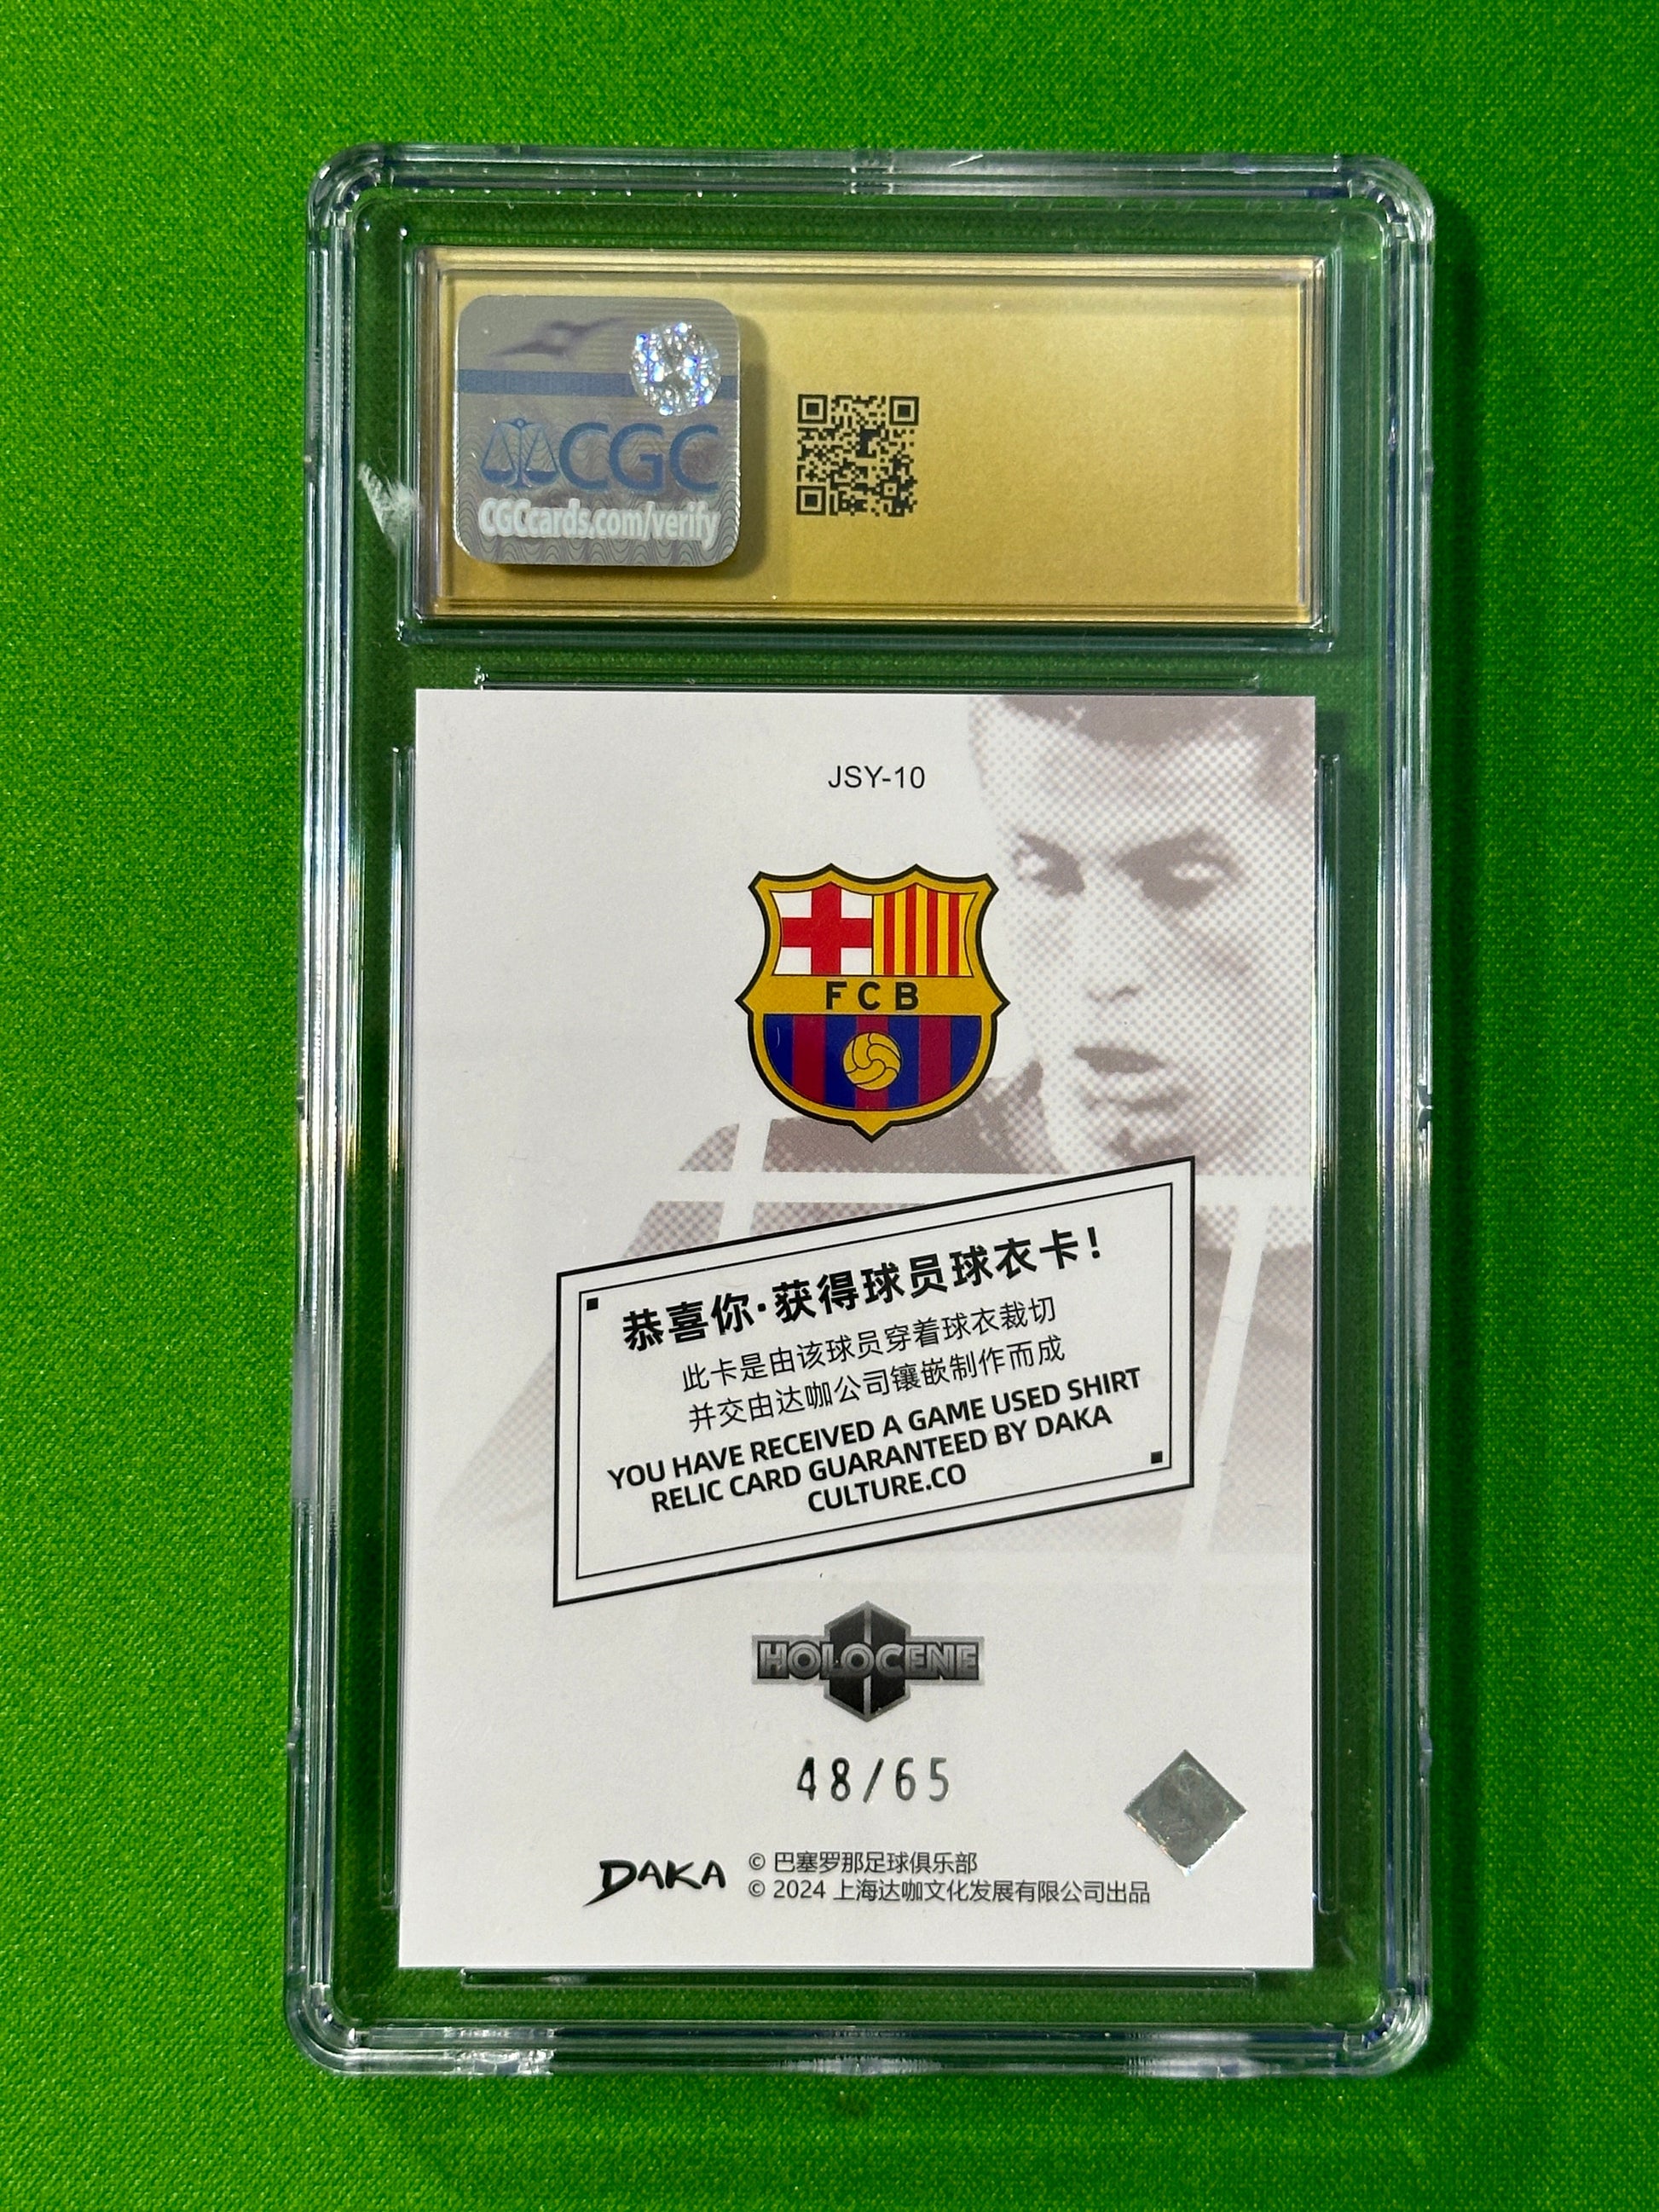 CGC
CGCcards.com/verify
JSY-10
FCB
恭喜你·获得球员球衣卡!
此卡是由该球员穿着球衣裁切
并交由达咖公司镶嵌制作而成
YOU HAVE RECEIVED A GAME USED SHIRT
RELIC CARD GUARANTEED BY DAKA
CULTURE.CO
HOLOCENE
48/65
DAKA
© 巴塞罗那足球俱乐部
© 2024 上海达咖文化发展有限公司出品